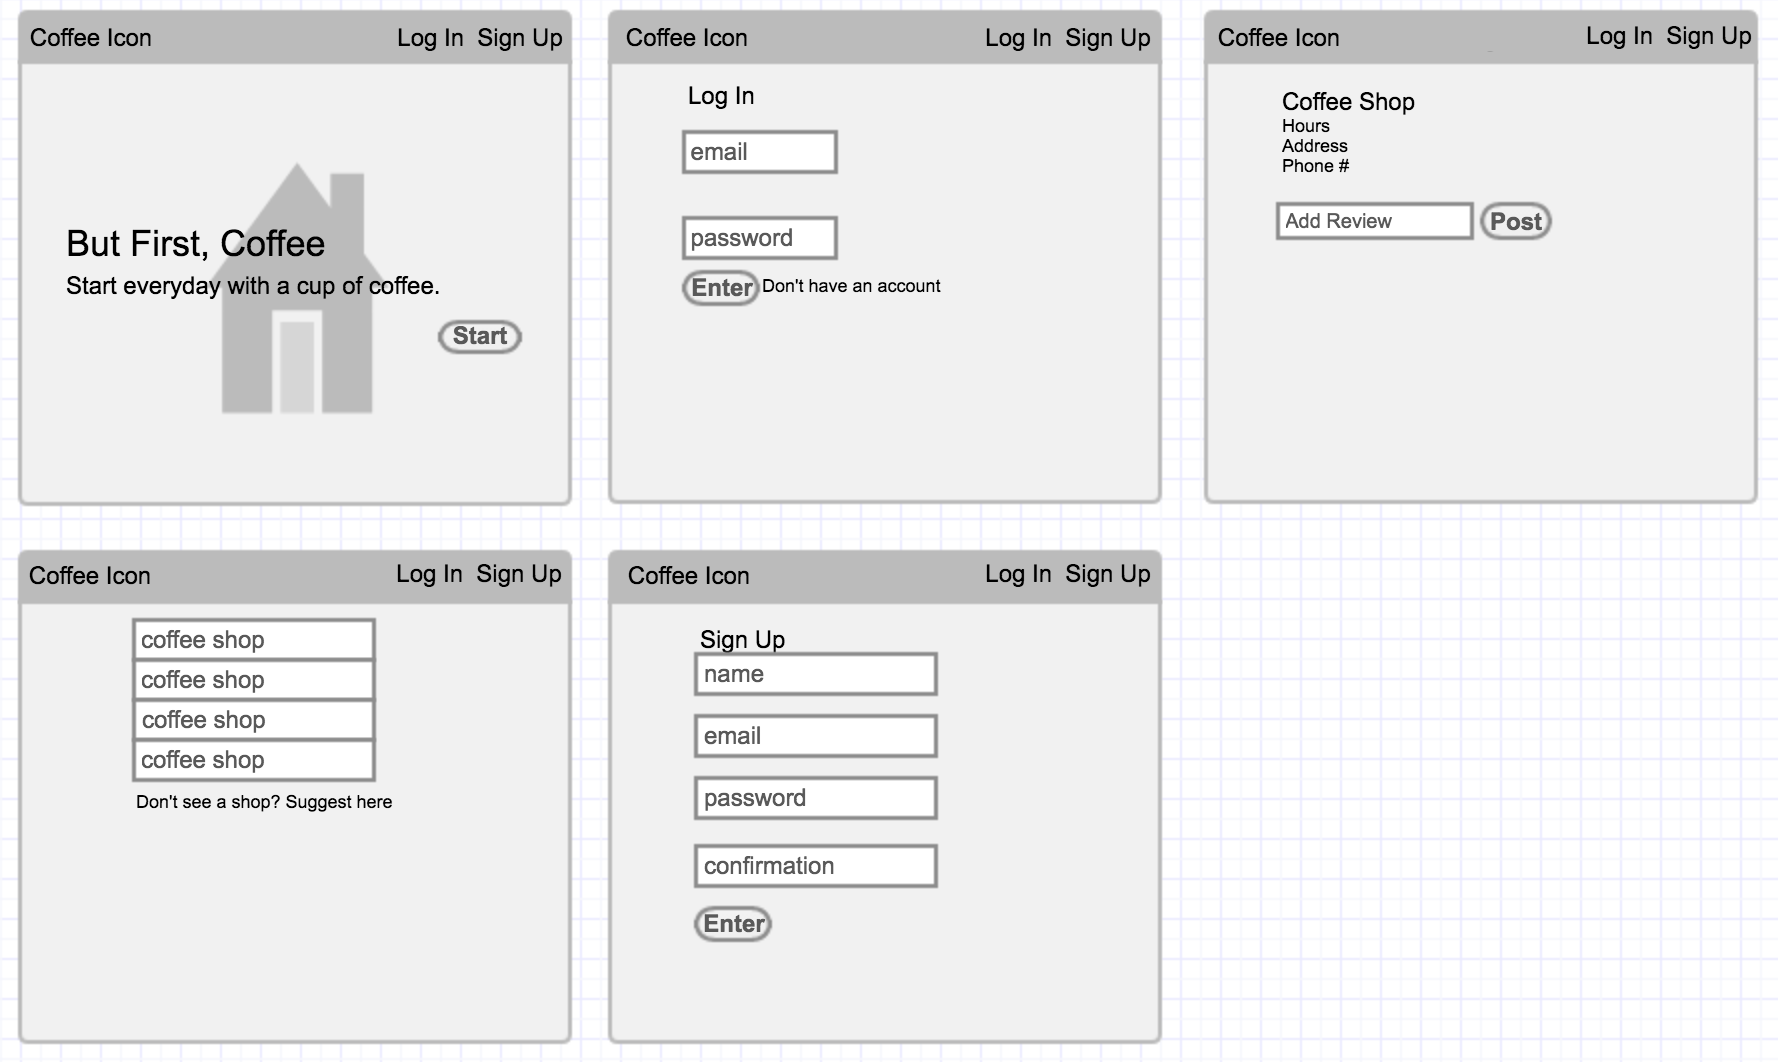 Coffee Icon Log In Sign Up
But First, Coffee
Start everyday with a cup of coffee.
Start
Coffee Icon Log In Sign Up
Log In
email
password
Enter Don't have an account
Coffee Icon Log In Sign Up
Coffee Shop
Hours
Address
Phone #
Add Review Post
Coffee Icon Log In Sign Up
coffee shop
coffee shop
coffee shop
coffee shop
Don't see a shop? Suggest here
Coffee Icon Log In Sign Up
Sign Up
name
email
password
confirmation
Enter